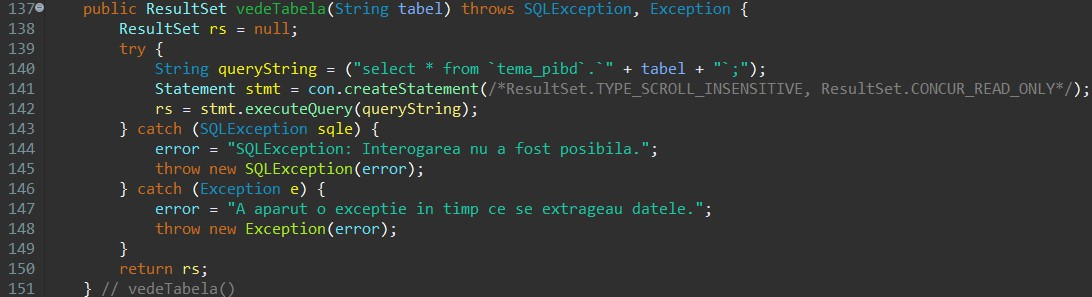 137 public ResultSet vedeTabela(String tabel) throws SQLException, Exception {
138 ResultSet rs = null;
139 try {
140 String queryString = ("select * from `tema_pibd`.`" + tabel + "`;");
141 Statement stmt = con.createStatement(/*ResultSet.TYPE_SCROLL_INSENSITIVE, ResultSet.CONCUR_READ_ONLY*/);
142 rs = stmt.executeQuery(queryString);
143 } catch (SQLException sqle) {
144 error = "SQLException: Interogarea nu a fost posibila.";
145 throw new SQLException(error);
146 } catch (Exception e) {
147 error = "A aparut o exceptie in timp ce se extrageau datele.";
148 throw new Exception(error);
149 }
150 return rs;
151 } // vedeTabela()